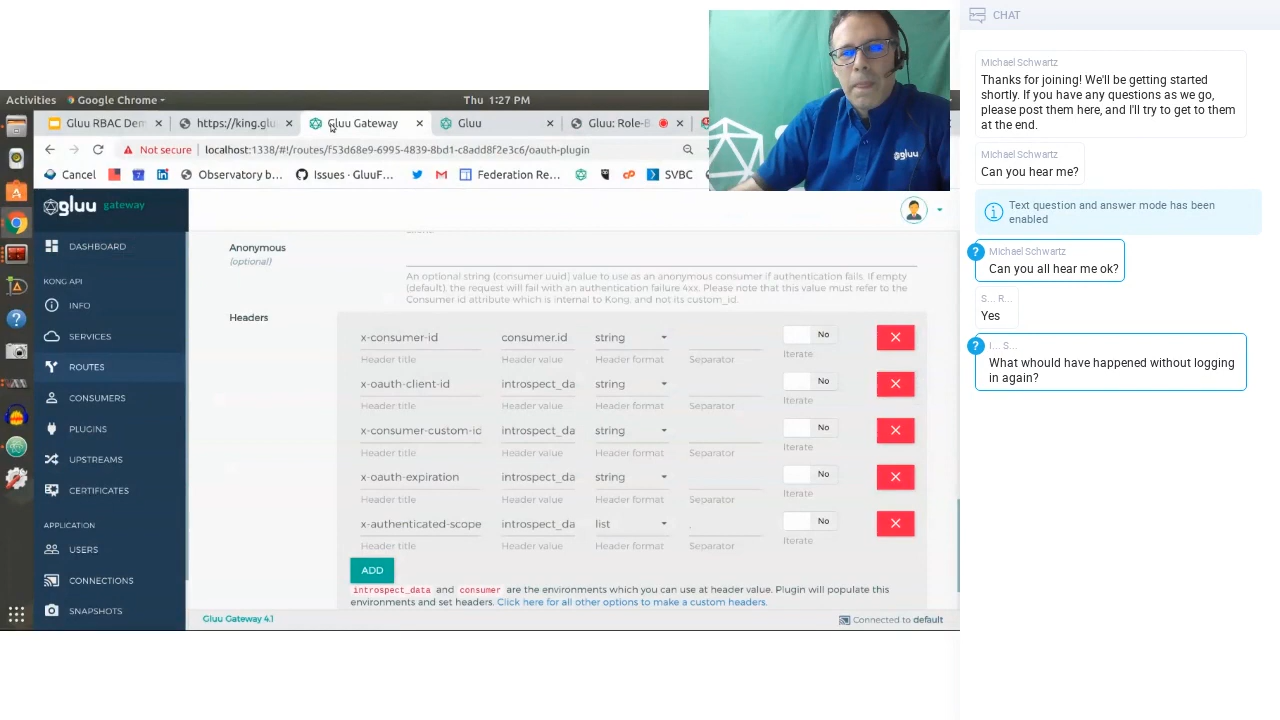 Activities
Google Chrome
Thu 1:27 PM
Gluu RBAC Dem
https://king.glu
Gluu Gateway
Gluu
Gluu: Role-B
Not secure
localhost:1338/#!/routes/f53d68e9-6995-4839-8bd1-c8add8f2e3c6/oauth-plugin
Cancel
Observatory b...
Issues · GluuF...
Federation Re...
SVBC
gluu gateway
DASHBOARD
KONG API
INFO
SERVICES
ROUTES
CONSUMERS
PLUGINS
UPSTREAMS
CERTIFICATES
APPLICATION
USERS
CONNECTIONS
SNAPSHOTS
Anonymous
(optional)
An optional string (consumer uuid) value to use as an anonymous consumer if authentication fails. If empty
(default), the request will fail with an authentication failure 4xx. Please note that this value must refer to the
Consumer id attribute which is internal to Kong, and not its custom_id.
Headers
x-consumer-id consumer.id string No
Header title Header value Header format Separator Iterate
x-oauth-client-id introspect_da string No
Header title Header value Header format Separator Iterate
x-consumer-custom-id introspect_da string No
Header title Header value Header format Separator Iterate
x-oauth-expiration introspect_da string No
Header title Header value Header format Separator Iterate
x-authenticated-scope introspect_da list , No
Header title Header value Header format Separator Iterate
ADD
introspect_data and consumer are the environments which you can use at header value. Plugin will populate this
environments and set headers. Click here for all other options to make a custom headers.
Gluu Gateway 4.1
Connected to default
gluu
CHAT
Michael Schwartz
Thanks for joining! We'll be getting started
shortly. If you have any questions as we go,
please post them here, and I'll try to get to them
at the end.
Michael Schwartz
Can you hear me?
Text question and answer mode has been
enabled
Michael Schwartz
Can you all hear me ok?
S... R...
Yes
I... S...
What whould have happened without logging
in again?